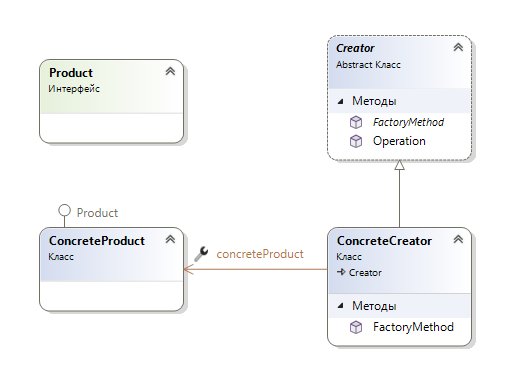 Product
Интерфейс
Creator
Abstract Класс
Методы
FactoryMethod
Operation
Product
ConcreteProduct
Класс
concreteProduct
ConcreteCreator
Класс
Creator
Методы
FactoryMethod